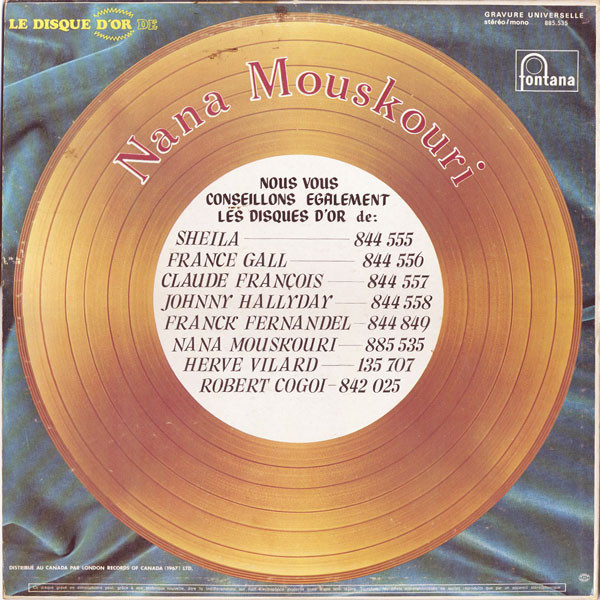 LE DISQUE D'OR DE
GRAVURE UNIVERSELLE
stéréo/mono 885.535
fontana
Nana Mouskouri
NOUS VOUS
CONSEILLONS ÉGALEMENT
LES DISQUES D'OR de:
SHEILA 844 555
FRANCE GALL 844 556
CLAUDE FRANÇOIS 844 557
JOHNNY HALLYDAY 844 558
FRANCK FERNANDEL 844 849
NANA MOUSKOURI 885 535
HERVE VILARD 135 707
ROBERT COGOI 842 025
DISTRIBUÉ AU CANADA PAR LONDON RECORDS OF CANADA (1967) LTD.